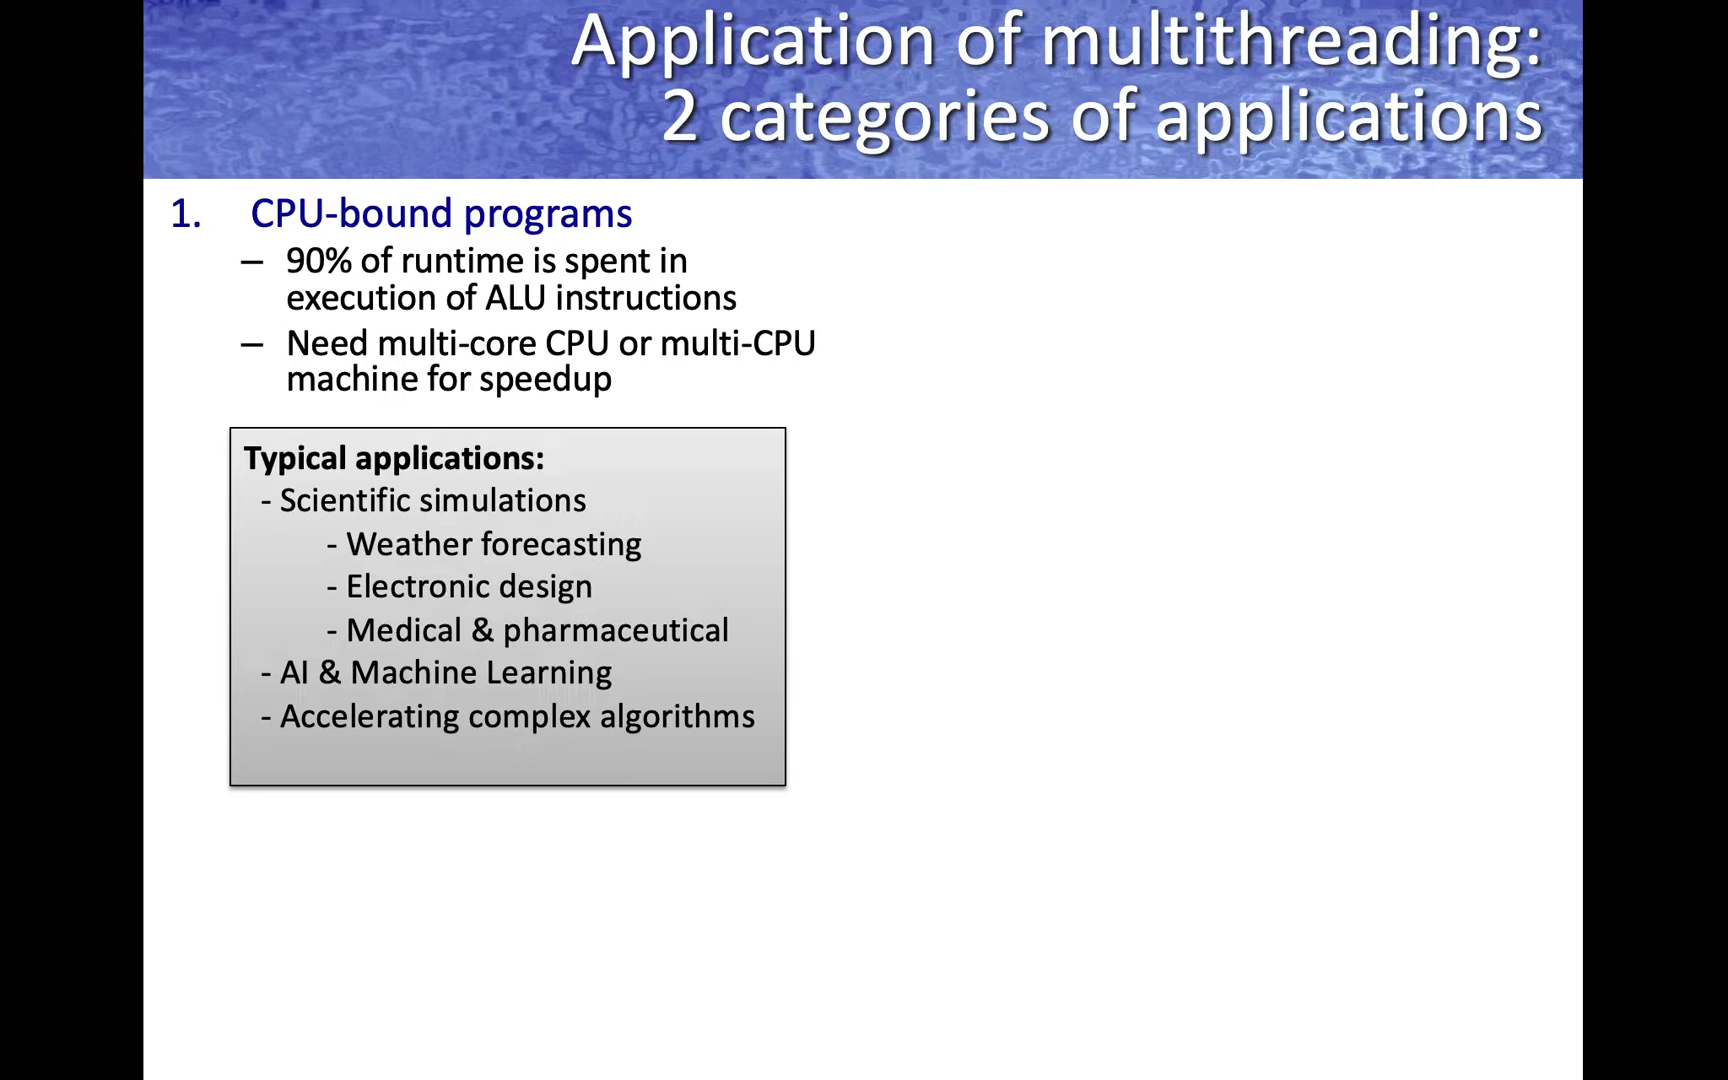 Application of multithreading:
2 categories of applications
1. CPU-bound programs
– 90% of runtime is spent in
execution of ALU instructions
– Need multi-core CPU or multi-CPU
machine for speedup
Typical applications:
- Scientific simulations
- Weather forecasting
- Electronic design
- Medical & pharmaceutical
- AI & Machine Learning
- Accelerating complex algorithms